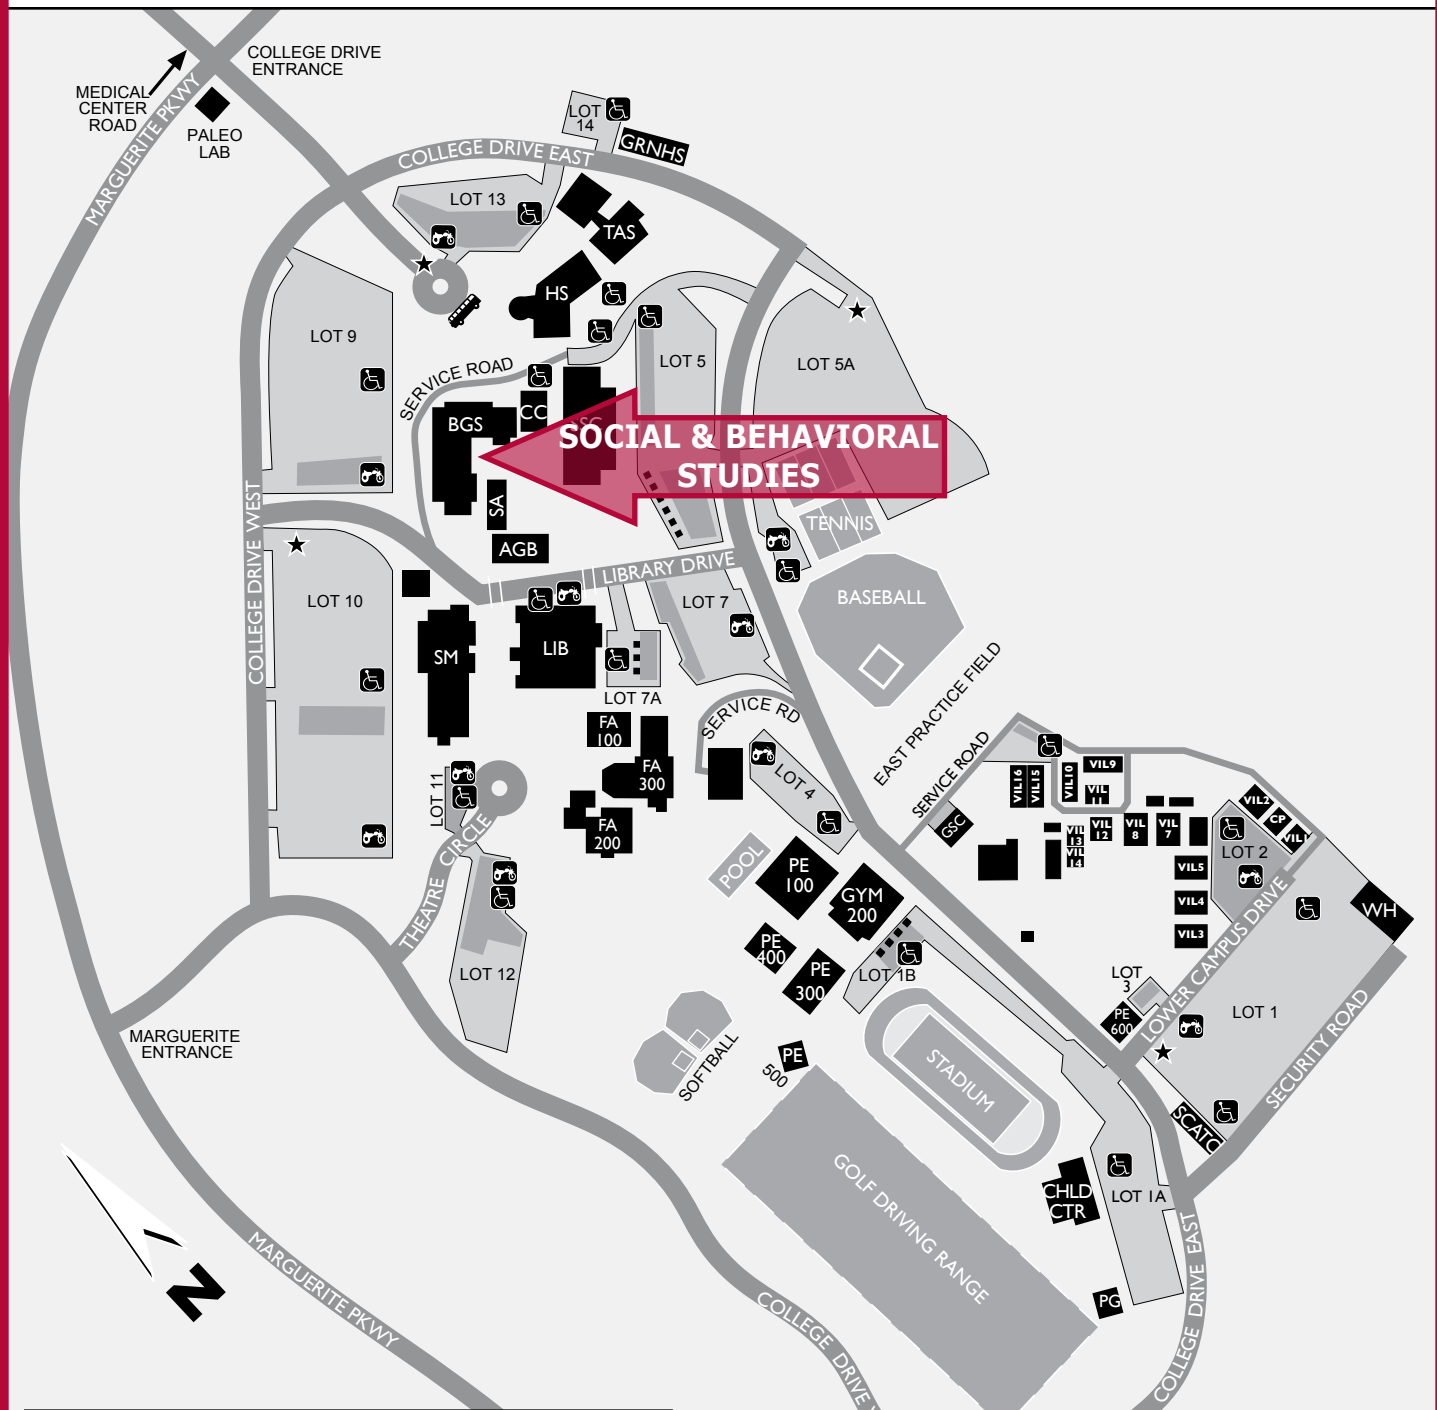 COLLEGE DRIVE
ENTRANCE
MEDICAL
CENTER
ROAD
MARGUERITE PKWY
PALEO
LAB
LOT
14
GRNHS
COLLEGE DRIVE EAST
LOT 13
TAS
HS
LOT 9
LOT 5
LOT 5A
SERVICE ROAD
CC
BGS
SOCIAL & BEHAVIORAL
STUDIES
SA
AGB
TENNIS
COLLEGE DRIVE WEST
LIBRARY DRIVE
LOT 10
LOT 7
BASEBALL
SM
LIB
LOT 7A
EAST PRACTICE FIELD
SERVICE RD
FA
100
FA
300
FA
200
LOT 4
LOT 11
THEATRE CIRCLE
SERVICE ROAD
GSC
VIL16
VIL15
VIL10
VIL9
VIL
11
VIL
12
VIL
13
VIL
14
VIL
8
VIL
7
VIL2
CP
VIL1
LOT 2
VIL5
VIL4
VIL3
WH
POOL
PE
100
GYM
200
PE
400
PE
300
LOT 1B
LOT 12
LOT
3
PE
600
LOWER CAMPUS DRIVE
LOT 1
SECURITY ROAD
MARGUERITE
ENTRANCE
SOFTBALL
PE
500
STADIUM
SCATC
GOLF DRIVING RANGE
CHLD
CTR
LOT 1A
PG
COLLEGE DRIVE EAST
N
MARGUERITE PKWY
COLLEGE DRIVE